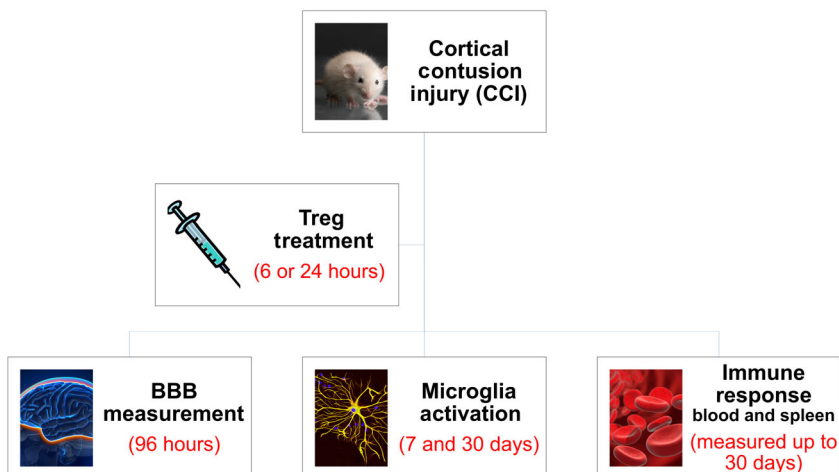 Cortical
contusion
injury (CCI)
Treg
treatment
(6 or 24 hours)
BBB
measurement
(96 hours)
Microglia
activation
(7 and 30 days)
Immune
response
blood and spleen
(measured up to
30 days)